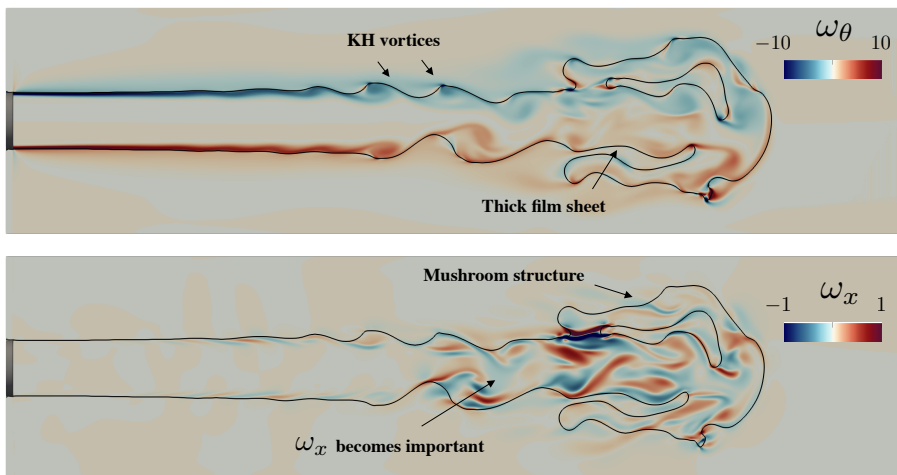 KH vortices
ω_θ
−10 10
Thick film sheet
Mushroom structure
ω_x
−1 1
ω_x becomes important